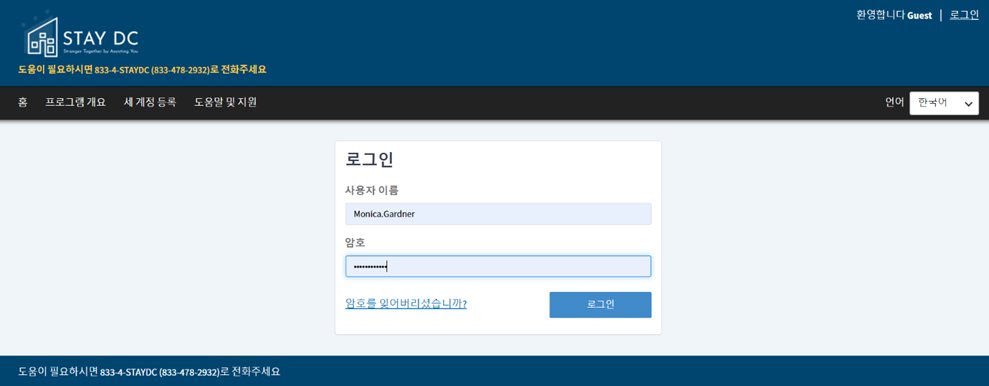 환영합니다 Guest | 로그인
STAY DC
Stronger Together by Assisting You
도움이 필요하시면 833-4-STAYDC (833-478-2932)로 전화주세요
홈 프로그램 개요 새 계정 등록 도움말 및 지원 언어 한국어
로그인
사용자 이름
Monica.Gardner
암호
••••••••••••
암호를 잊어버리셨습니까? 로그인
도움이 필요하시면 833-4-STAYDC (833-478-2932)로 전화주세요